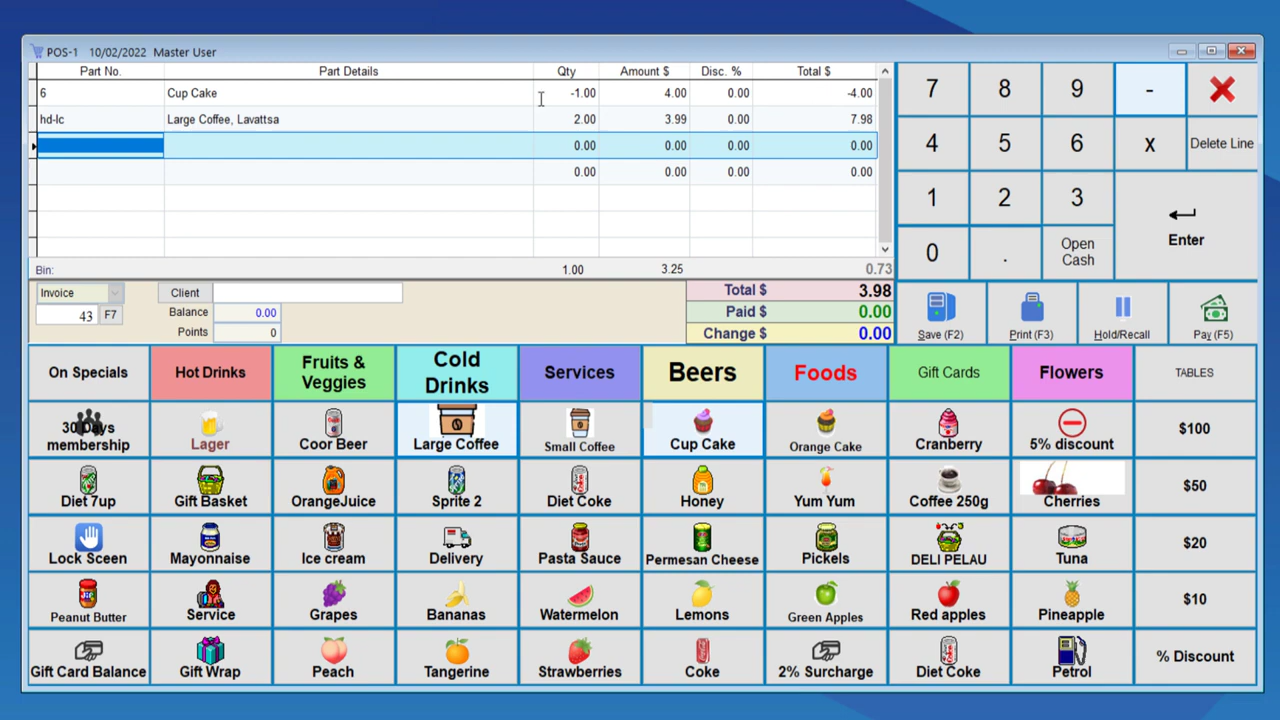 POS-1 10/02/2022 Master User
Part No. Part Details Qty Amount $ Disc. % Total $
6 Cup Cake -1.00 4.00 0.00 -4.00
hd-lc Large Coffee, Lavattsa 2.00 3.99 0.00 7.98
0.00 0.00 0.00 0.00
0.00 0.00 0.00 0.00
Bin: 1.00 3.25 0.73
Invoice Client
43 F7 Balance 0.00
Points 0
Total $ 3.98
Paid $ 0.00
Change $ 0.00
7 8 9 -
4 5 6 x Delete Line
1 2 3
Enter
0 . Open
Cash
Save (F2) Print (F3) Hold/Recall Pay (F5)
On Specials Hot Drinks Fruits &
Veggies Cold
Drinks Services Beers Foods Gift Cards Flowers TABLES
30 Days
membership Lager Coor Beer Large Coffee Small Coffee Cup Cake Orange Cake Cranberry 5% discount $100
Diet 7up Gift Basket OrangeJuice Sprite 2 Diet Coke Honey Yum Yum Coffee 250g Cherries $50
Lock Sceen Mayonnaise Ice cream Delivery Pasta Sauce Permesan Cheese Pickels DELI PELAU Tuna $20
Peanut Butter Service Grapes Bananas Watermelon Lemons Green Apples Red apples Pineapple $10
Gift Card Balance Gift Wrap Peach Tangerine Strawberries Coke 2% Surcharge Diet Coke Petrol % Discount